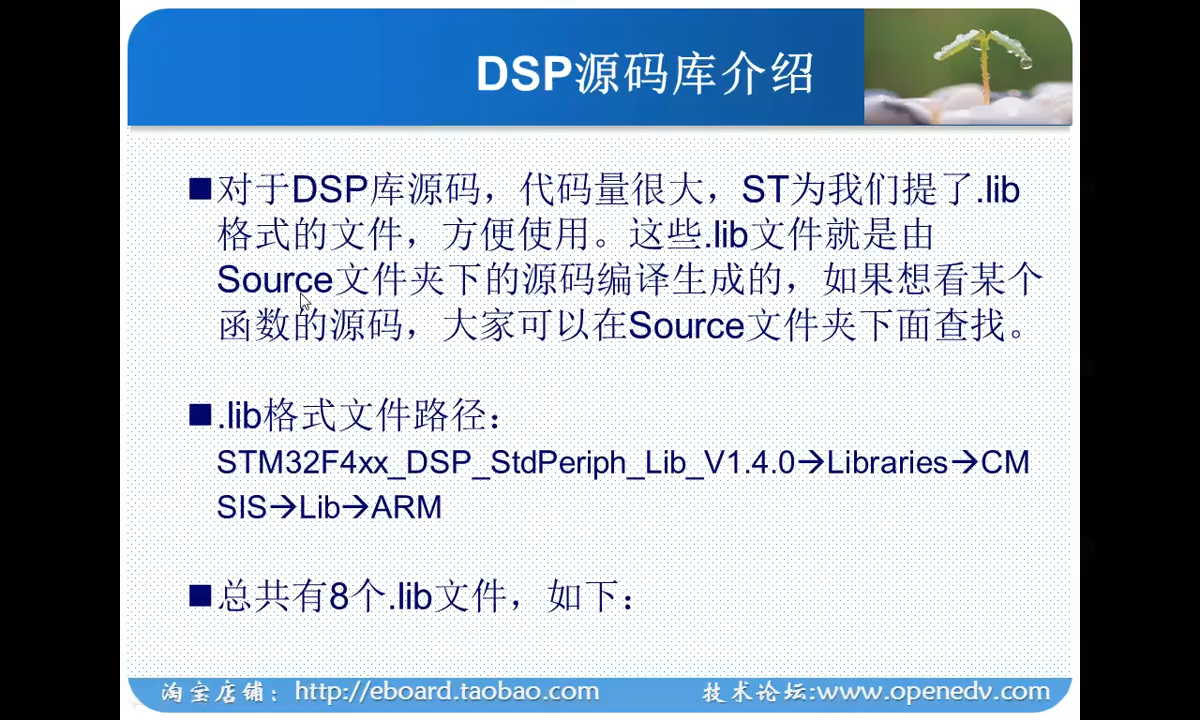 DSP源码库介绍
■对于DSP库源码，代码量很大，ST为我们提了.lib
格式的文件，方便使用。这些.lib文件就是由
Source文件夹下的源码编译生成的，如果想看某个
函数的源码，大家可以在Source文件夹下面查找。
■.lib格式文件路径：
STM32F4xx_DSP_StdPeriph_Lib_V1.4.0→Libraries→CM
SIS→Lib→ARM
■总共有8个.lib文件，如下：
淘宝店铺：http://eboard.taobao.com 技术论坛:www.openedv.com